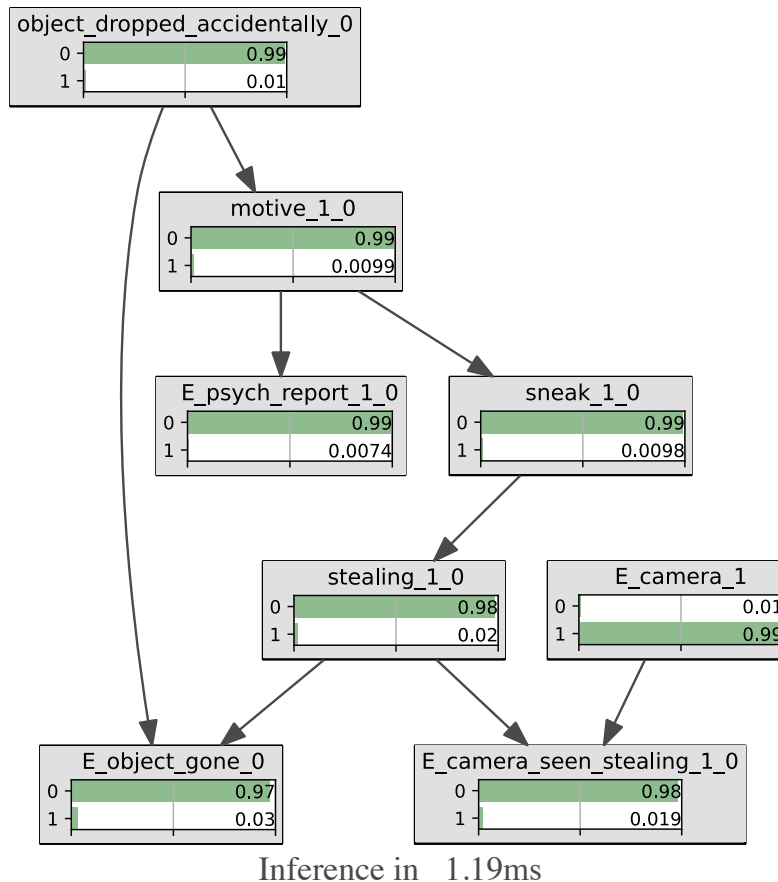 object_dropped_accidentally_0
0 0.99
1 0.01
motive_1_0
0 0.99
1 0.0099
E_psych_report_1_0
0 0.99
1 0.0074
sneak_1_0
0 0.99
1 0.0098
stealing_1_0
0 0.98
1 0.02
E_camera_1
0 0.01
1 0.99
E_object_gone_0
0 0.97
1 0.03
E_camera_seen_stealing_1_0
0 0.98
1 0.019
Inference in 1.19ms